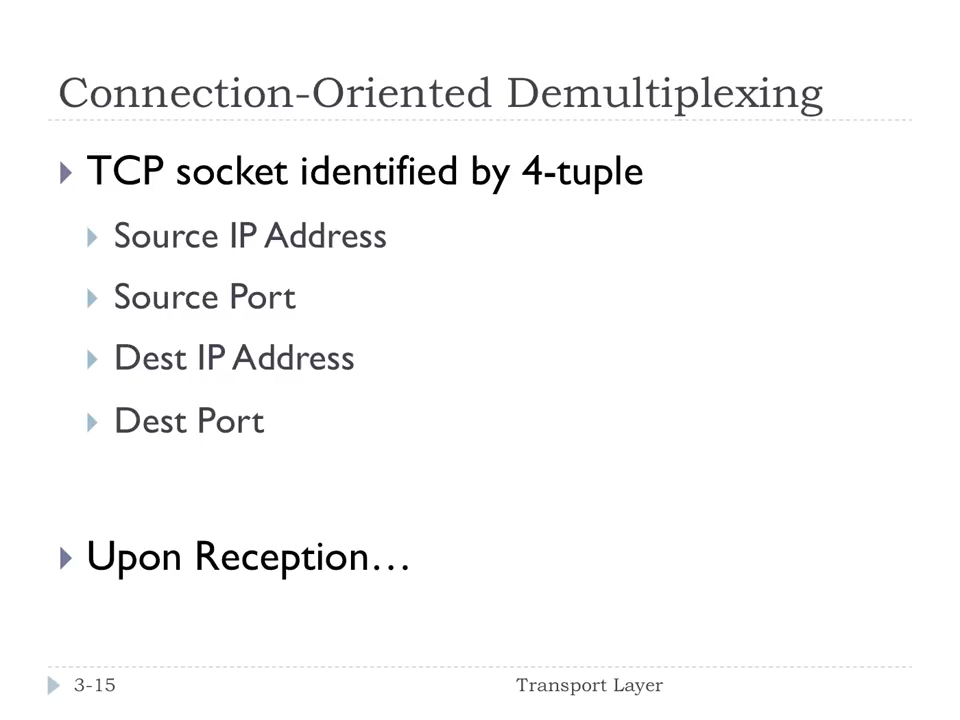 Connection-Oriented Demultiplexing
TCP socket identified by 4-tuple
Source IP Address
Source Port
Dest IP Address
Dest Port
Upon Reception…
3-15
Transport Layer